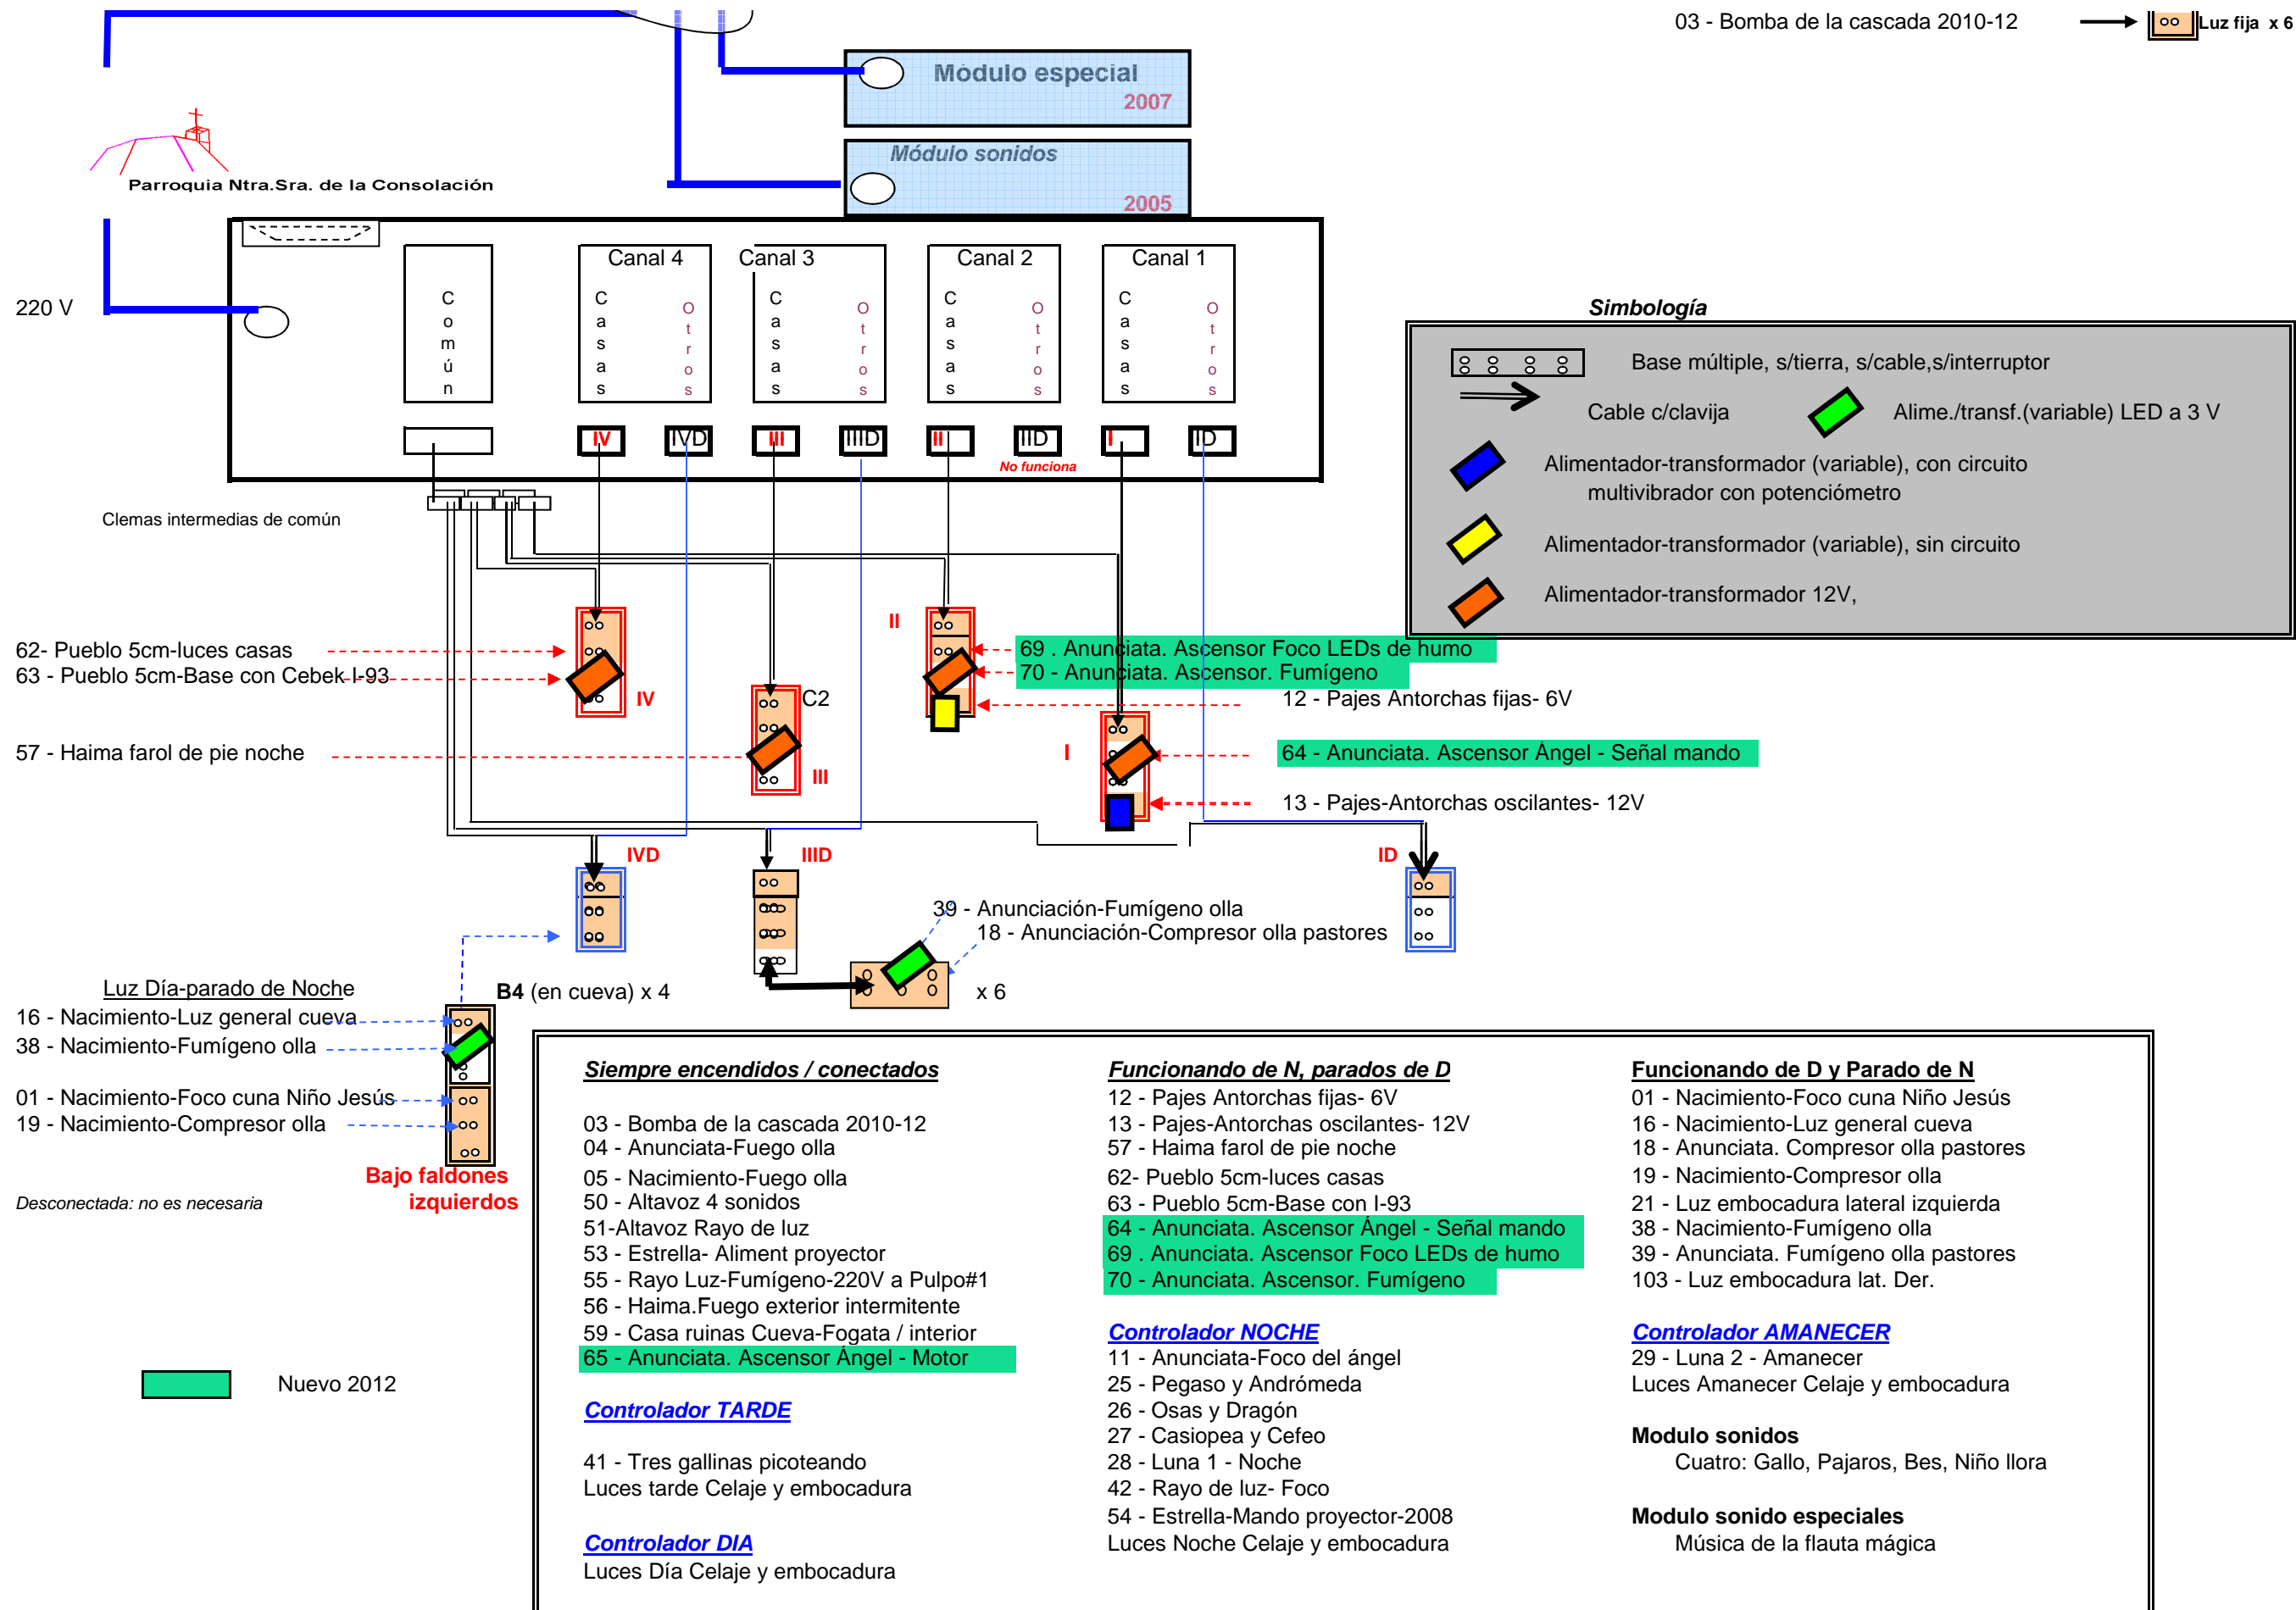 03 - Bomba de la cascada 2010-12
Luz fija x 6
Módulo especial
2007
Módulo sonidos
2005
Parroquia Ntra.Sra. de la Consolación
220 V
Común
Canal 4
Casas
Otros
Canal 3
Casas
Otros
Canal 2
Casas
Otros
Canal 1
Casas
Otros
IV
IVD
III
IIID
II
IID
I
ID
No funciona
Clemas intermedias de común
Simbología
Base múltiple, s/tierra, s/cable,s/interruptor
Cable c/clavija
Alime./transf.(variable) LED a 3 V
Alimentador-transformador (variable), con circuito
multivibrador con potenciómetro
Alimentador-transformador (variable), sin circuito
Alimentador-transformador 12V,
62- Pueblo 5cm-luces casas
63 - Pueblo 5cm-Base con Cebek I-93
IV
II
69 . Anunciata. Ascensor Foco LEDs de humo
70 - Anunciata. Ascensor. Fumígeno
12 - Pajes Antorchas fijas- 6V
C2
57 - Haima farol de pie noche
III
I
64 - Anunciata. Ascensor Ángel - Señal mando
13 - Pajes-Antorchas oscilantes- 12V
IVD
IIID
ID
39 - Anunciación-Fumígeno olla
18 - Anunciación-Compresor olla pastores
x 6
Luz Día-parado de Noche
B4 (en cueva) x 4
16 - Nacimiento-Luz general cueva
38 - Nacimiento-Fumígeno olla
01 - Nacimiento-Foco cuna Niño Jesús
19 - Nacimiento-Compresor olla
Bajo faldones
izquierdos
Desconectada: no es necesaria
Nuevo 2012
Siempre encendidos / conectados
03 - Bomba de la cascada 2010-12
04 - Anunciata-Fuego olla
05 - Nacimiento-Fuego olla
50 - Altavoz 4 sonidos
51-Altavoz Rayo de luz
53 - Estrella- Aliment proyector
55 - Rayo Luz-Fumígeno-220V a Pulpo#1
56 - Haima.Fuego exterior intermitente
59 - Casa ruinas Cueva-Fogata / interior
65 - Anunciata. Ascensor Ángel - Motor
Controlador TARDE
41 - Tres gallinas picoteando
Luces tarde Celaje y embocadura
Controlador DIA
Luces Día Celaje y embocadura
Funcionando de N, parados de D
12 - Pajes Antorchas fijas- 6V
13 - Pajes-Antorchas oscilantes- 12V
57 - Haima farol de pie noche
62- Pueblo 5cm-luces casas
63 - Pueblo 5cm-Base con I-93
64 - Anunciata. Ascensor Ángel - Señal mando
69 . Anunciata. Ascensor Foco LEDs de humo
70 - Anunciata. Ascensor. Fumígeno
Controlador NOCHE
11 - Anunciata-Foco del ángel
25 - Pegaso y Andrómeda
26 - Osas y Dragón
27 - Casiopea y Cefeo
28 - Luna 1 - Noche
42 - Rayo de luz- Foco
54 - Estrella-Mando proyector-2008
Luces Noche Celaje y embocadura
Funcionando de D y Parado de N
01 - Nacimiento-Foco cuna Niño Jesús
16 - Nacimiento-Luz general cueva
18 - Anunciata. Compresor olla pastores
19 - Nacimiento-Compresor olla
21 - Luz embocadura lateral izquierda
38 - Nacimiento-Fumígeno olla
39 - Anunciata. Fumígeno olla pastores
103 - Luz embocadura lat. Der.
Controlador AMANECER
29 - Luna 2 - Amanecer
Luces Amanecer Celaje y embocadura
Modulo sonidos
Cuatro: Gallo, Pajaros, Bes, Niño llora
Modulo sonido especiales
Música de la flauta mágica